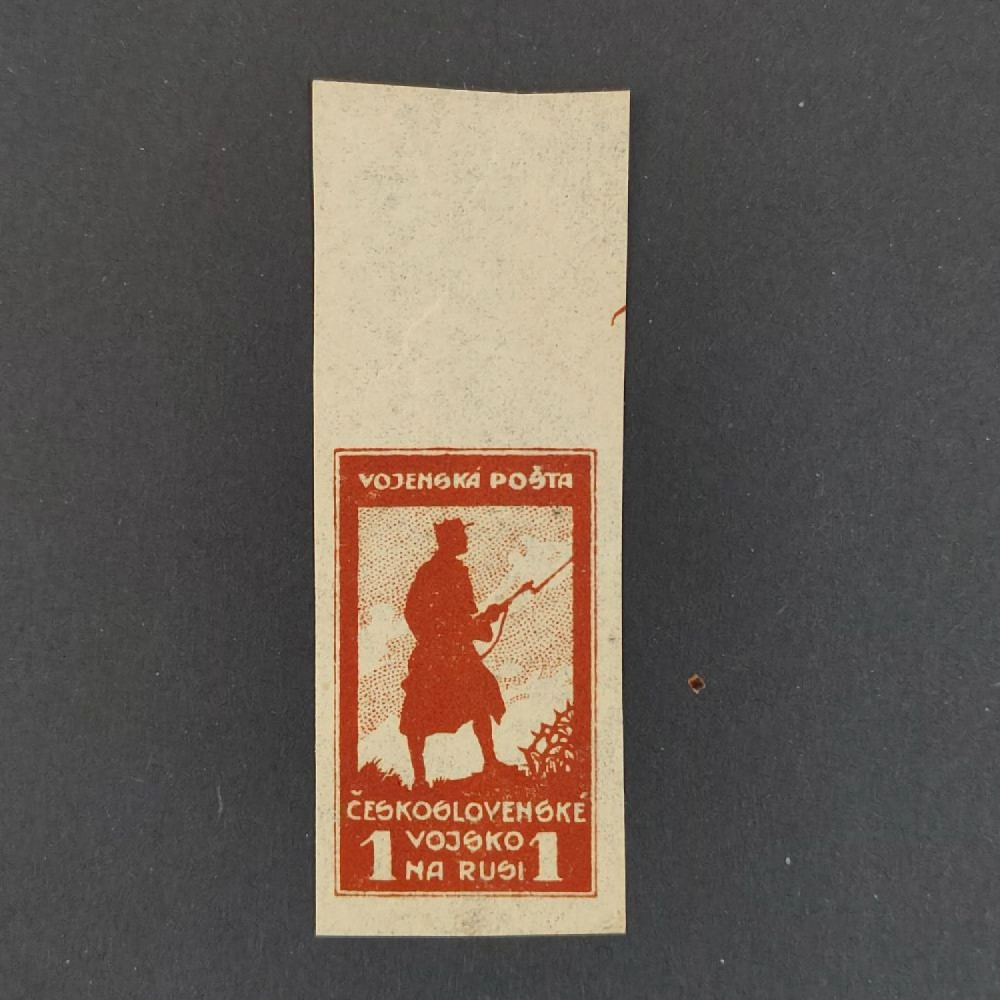 VOJENSKÁ POŠTA
ČESKOSLOVENSKÉ
1 VOJSKO 1
NA RUSI